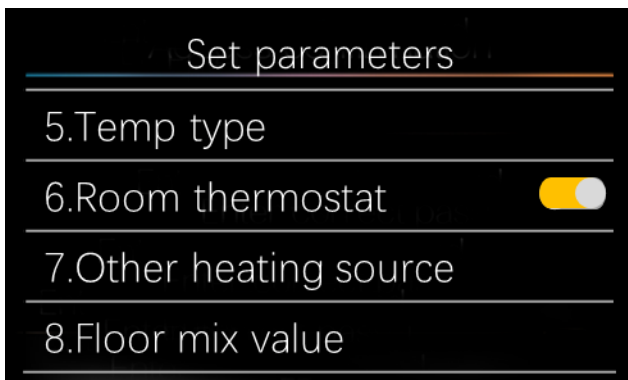 Set parameters
5.Temp type
6.Room thermostat
7.Other heating source
8.Floor mix value